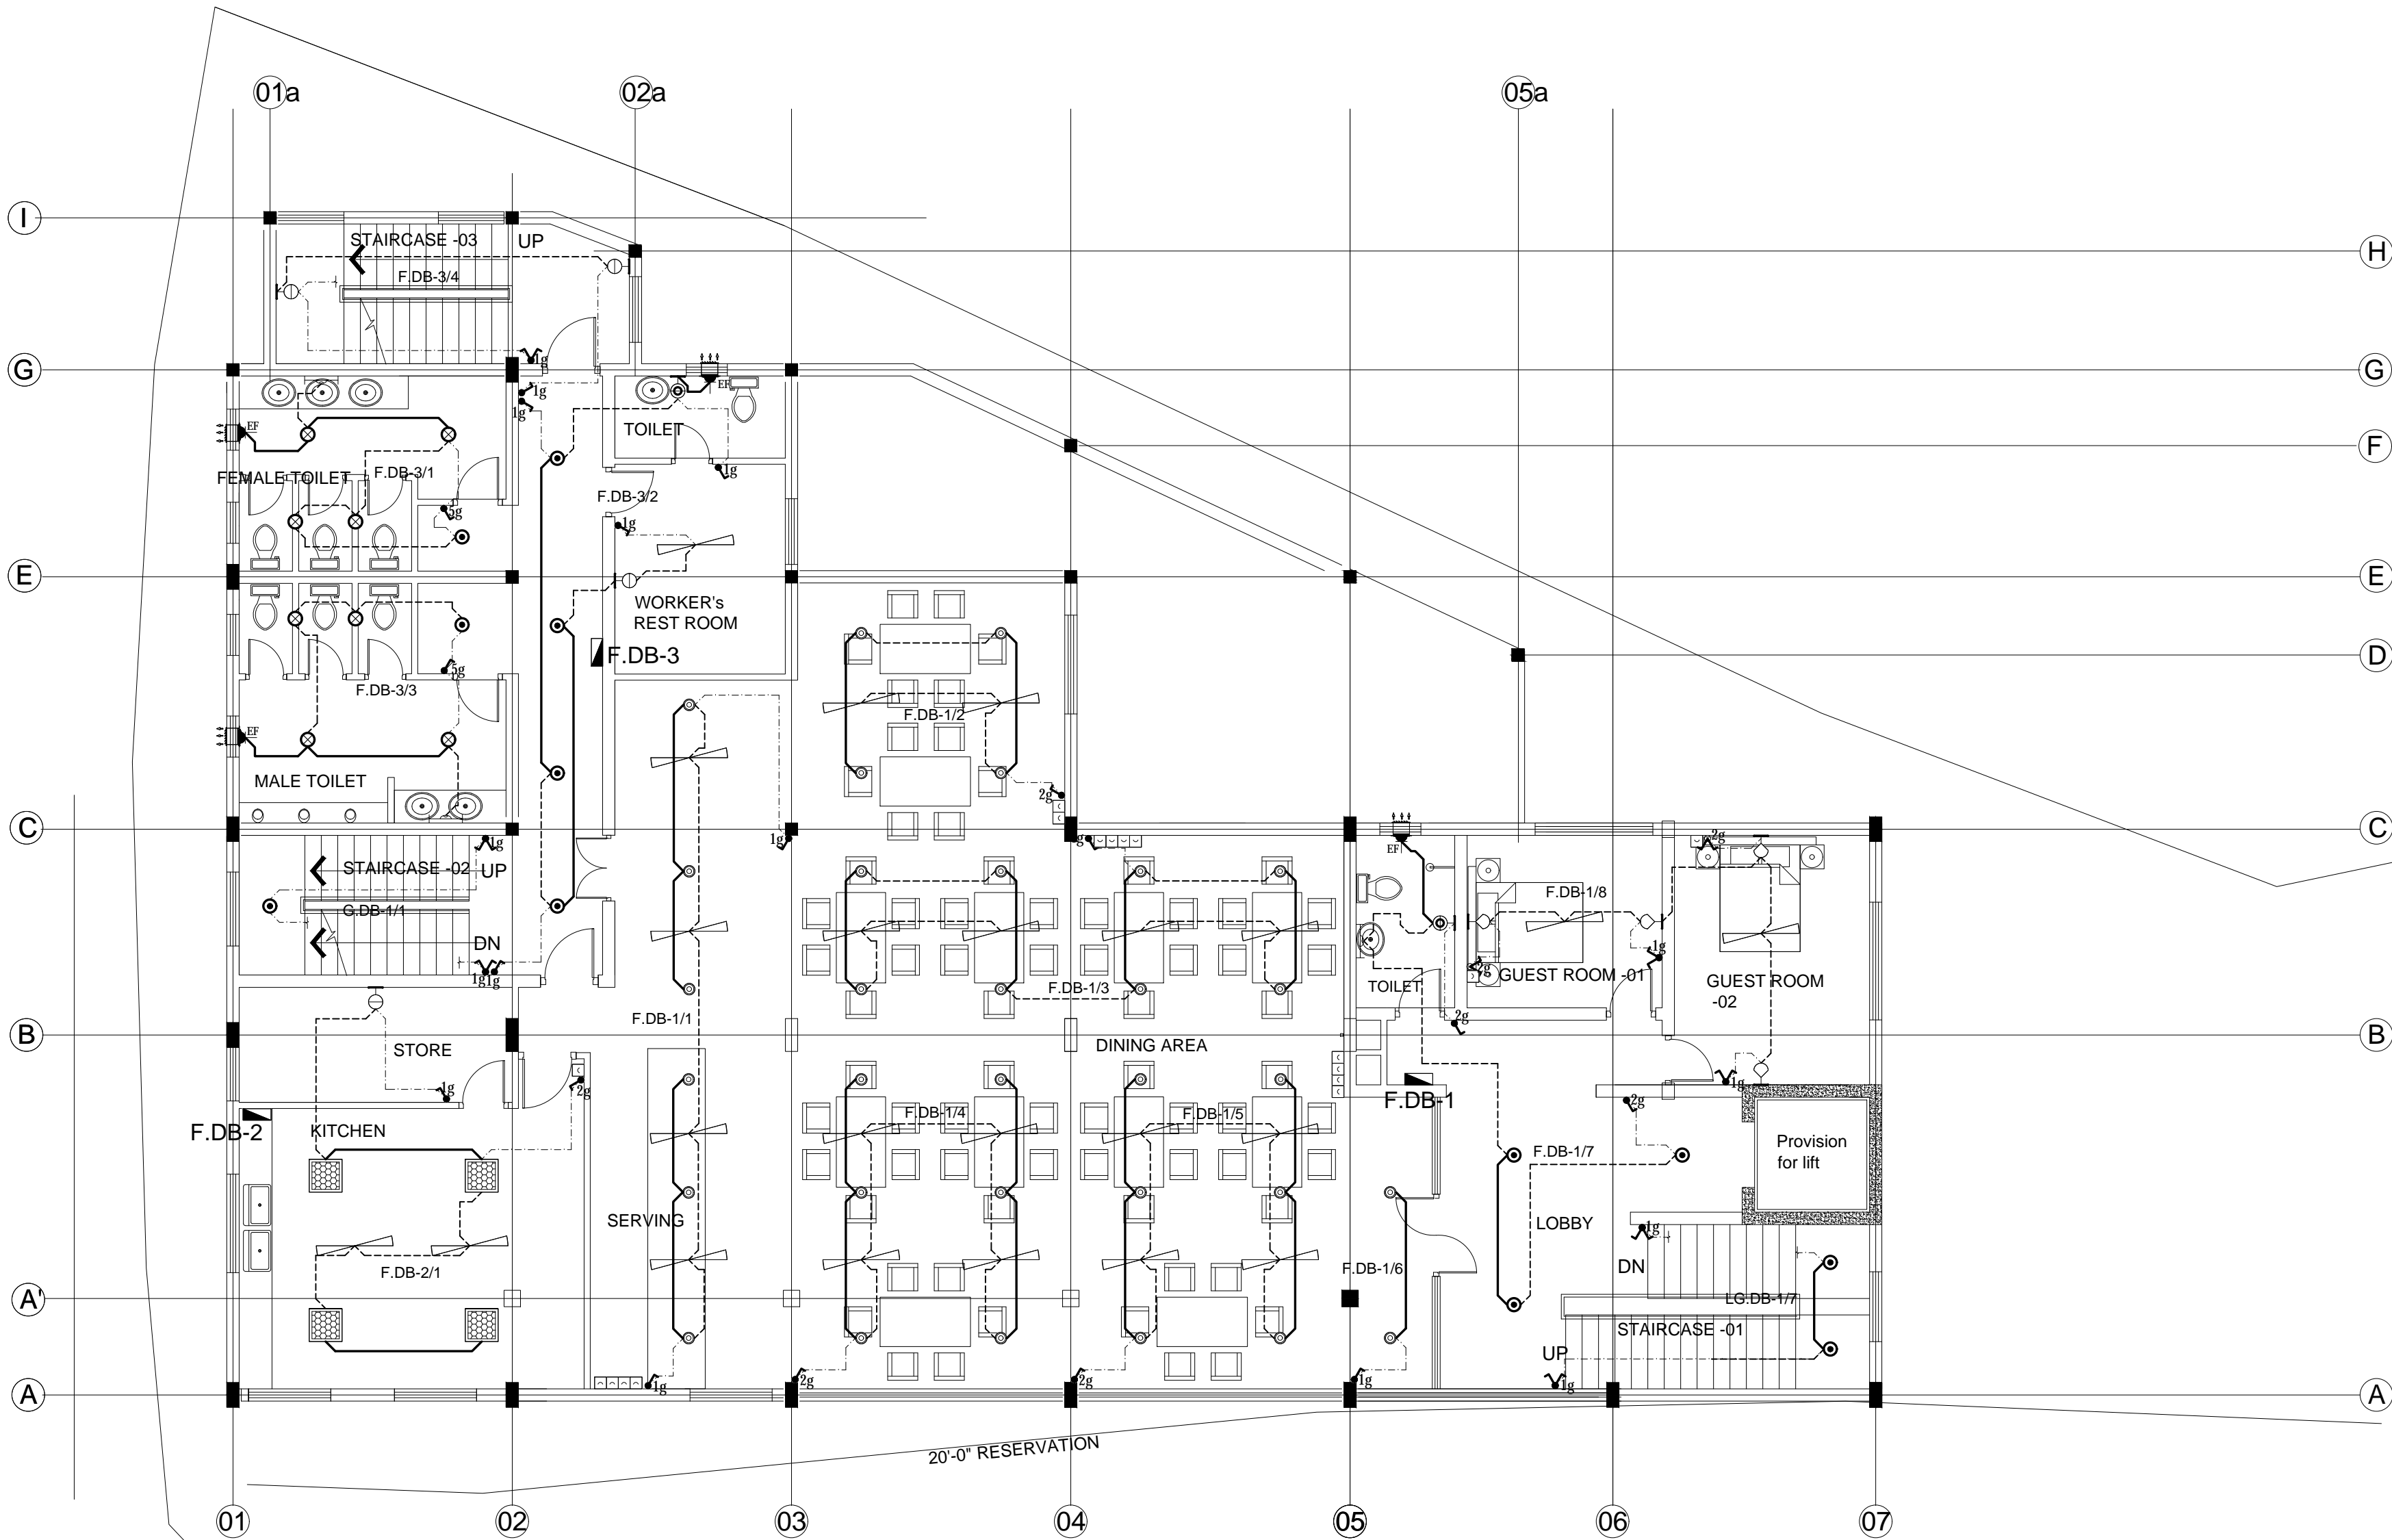 01a
02a
05a
I
STAIRCASE -03
UP
H
F.DB-3/4
1g
G
G
1g
EF
1g
TOILET
EF
F
FEMALE TOILET
F.DB-3/1
1g
F.DB-3/2
5g
1g
E
E
WORKER's
REST ROOM
F.DB-3
D
5g
F.DB-3/3
F.DB-1/2
EF
MALE TOILET
2g
C
C
1g
1g
2g
EF
STAIRCASE -02
UP
F.DB-1/8
G.DB-1/1
DN
1g
2g
GUEST ROOM -01
1g1g
TOILET
GUEST ROOM
-02
F.DB-1/3
F.DB-1/1
2g
B
B
STORE
DINING AREA
1g
2g
1g
2g
F.DB-1
F.DB-2
KITCHEN
F.DB-1/4
F.DB-1/5
Provision
for lift
F.DB-1/7
SERVING
LOBBY
1g
F.DB-2/1
F.DB-1/6
DN
A'
LG.DB-1/7
STAIRCASE -01
UP
1g
2g
2g
1g
1g
A
A
20'-0" RESERVATION
01
02
03
04
05
06
07